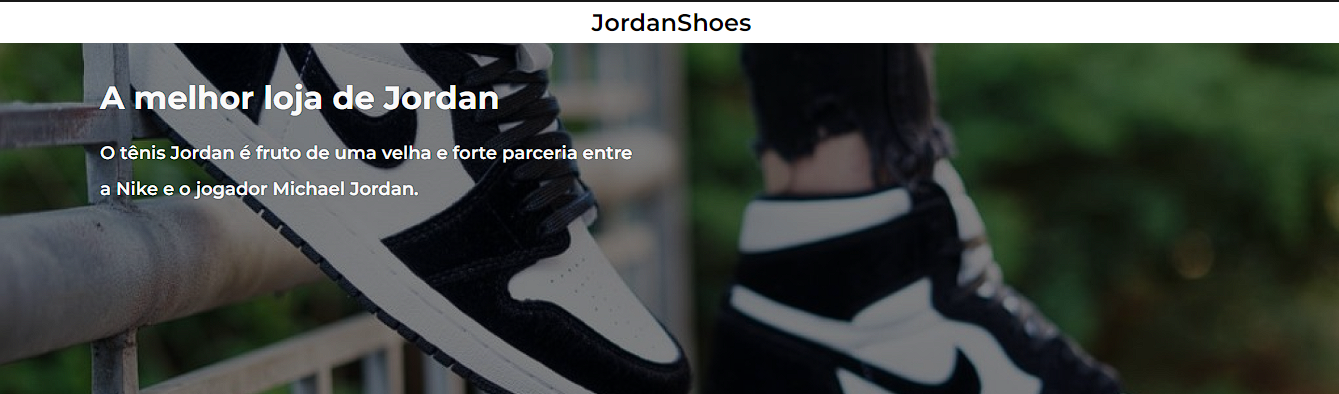 JordanShoes
A melhor loja de Jordan
O tênis Jordan é fruto de uma velha e forte parceria entre
a Nike e o jogador Michael Jordan.